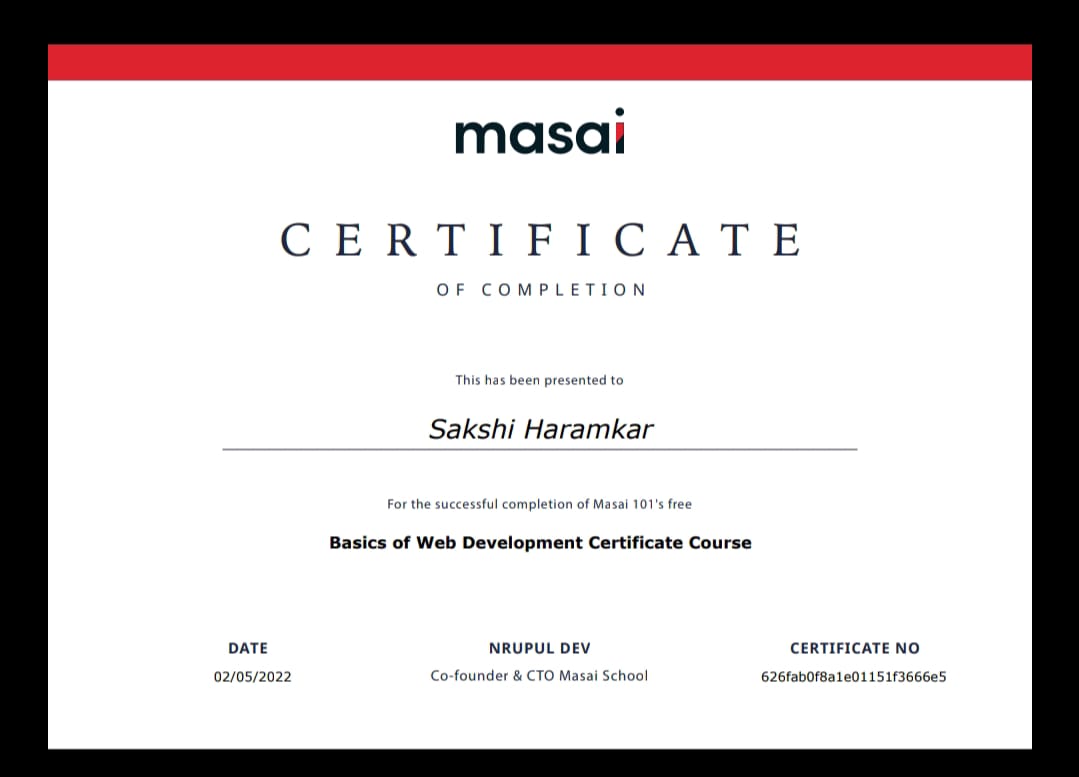 masai
CERTIFICATE
OF COMPLETION
This has been presented to
Sakshi Haramkar
For the successful completion of Masai 101's free
Basics of Web Development Certificate Course
DATE
02/05/2022
NRUPUL DEV
Co-founder & CTO Masai School
CERTIFICATE NO
626fab0f8a1e01151f3666e5